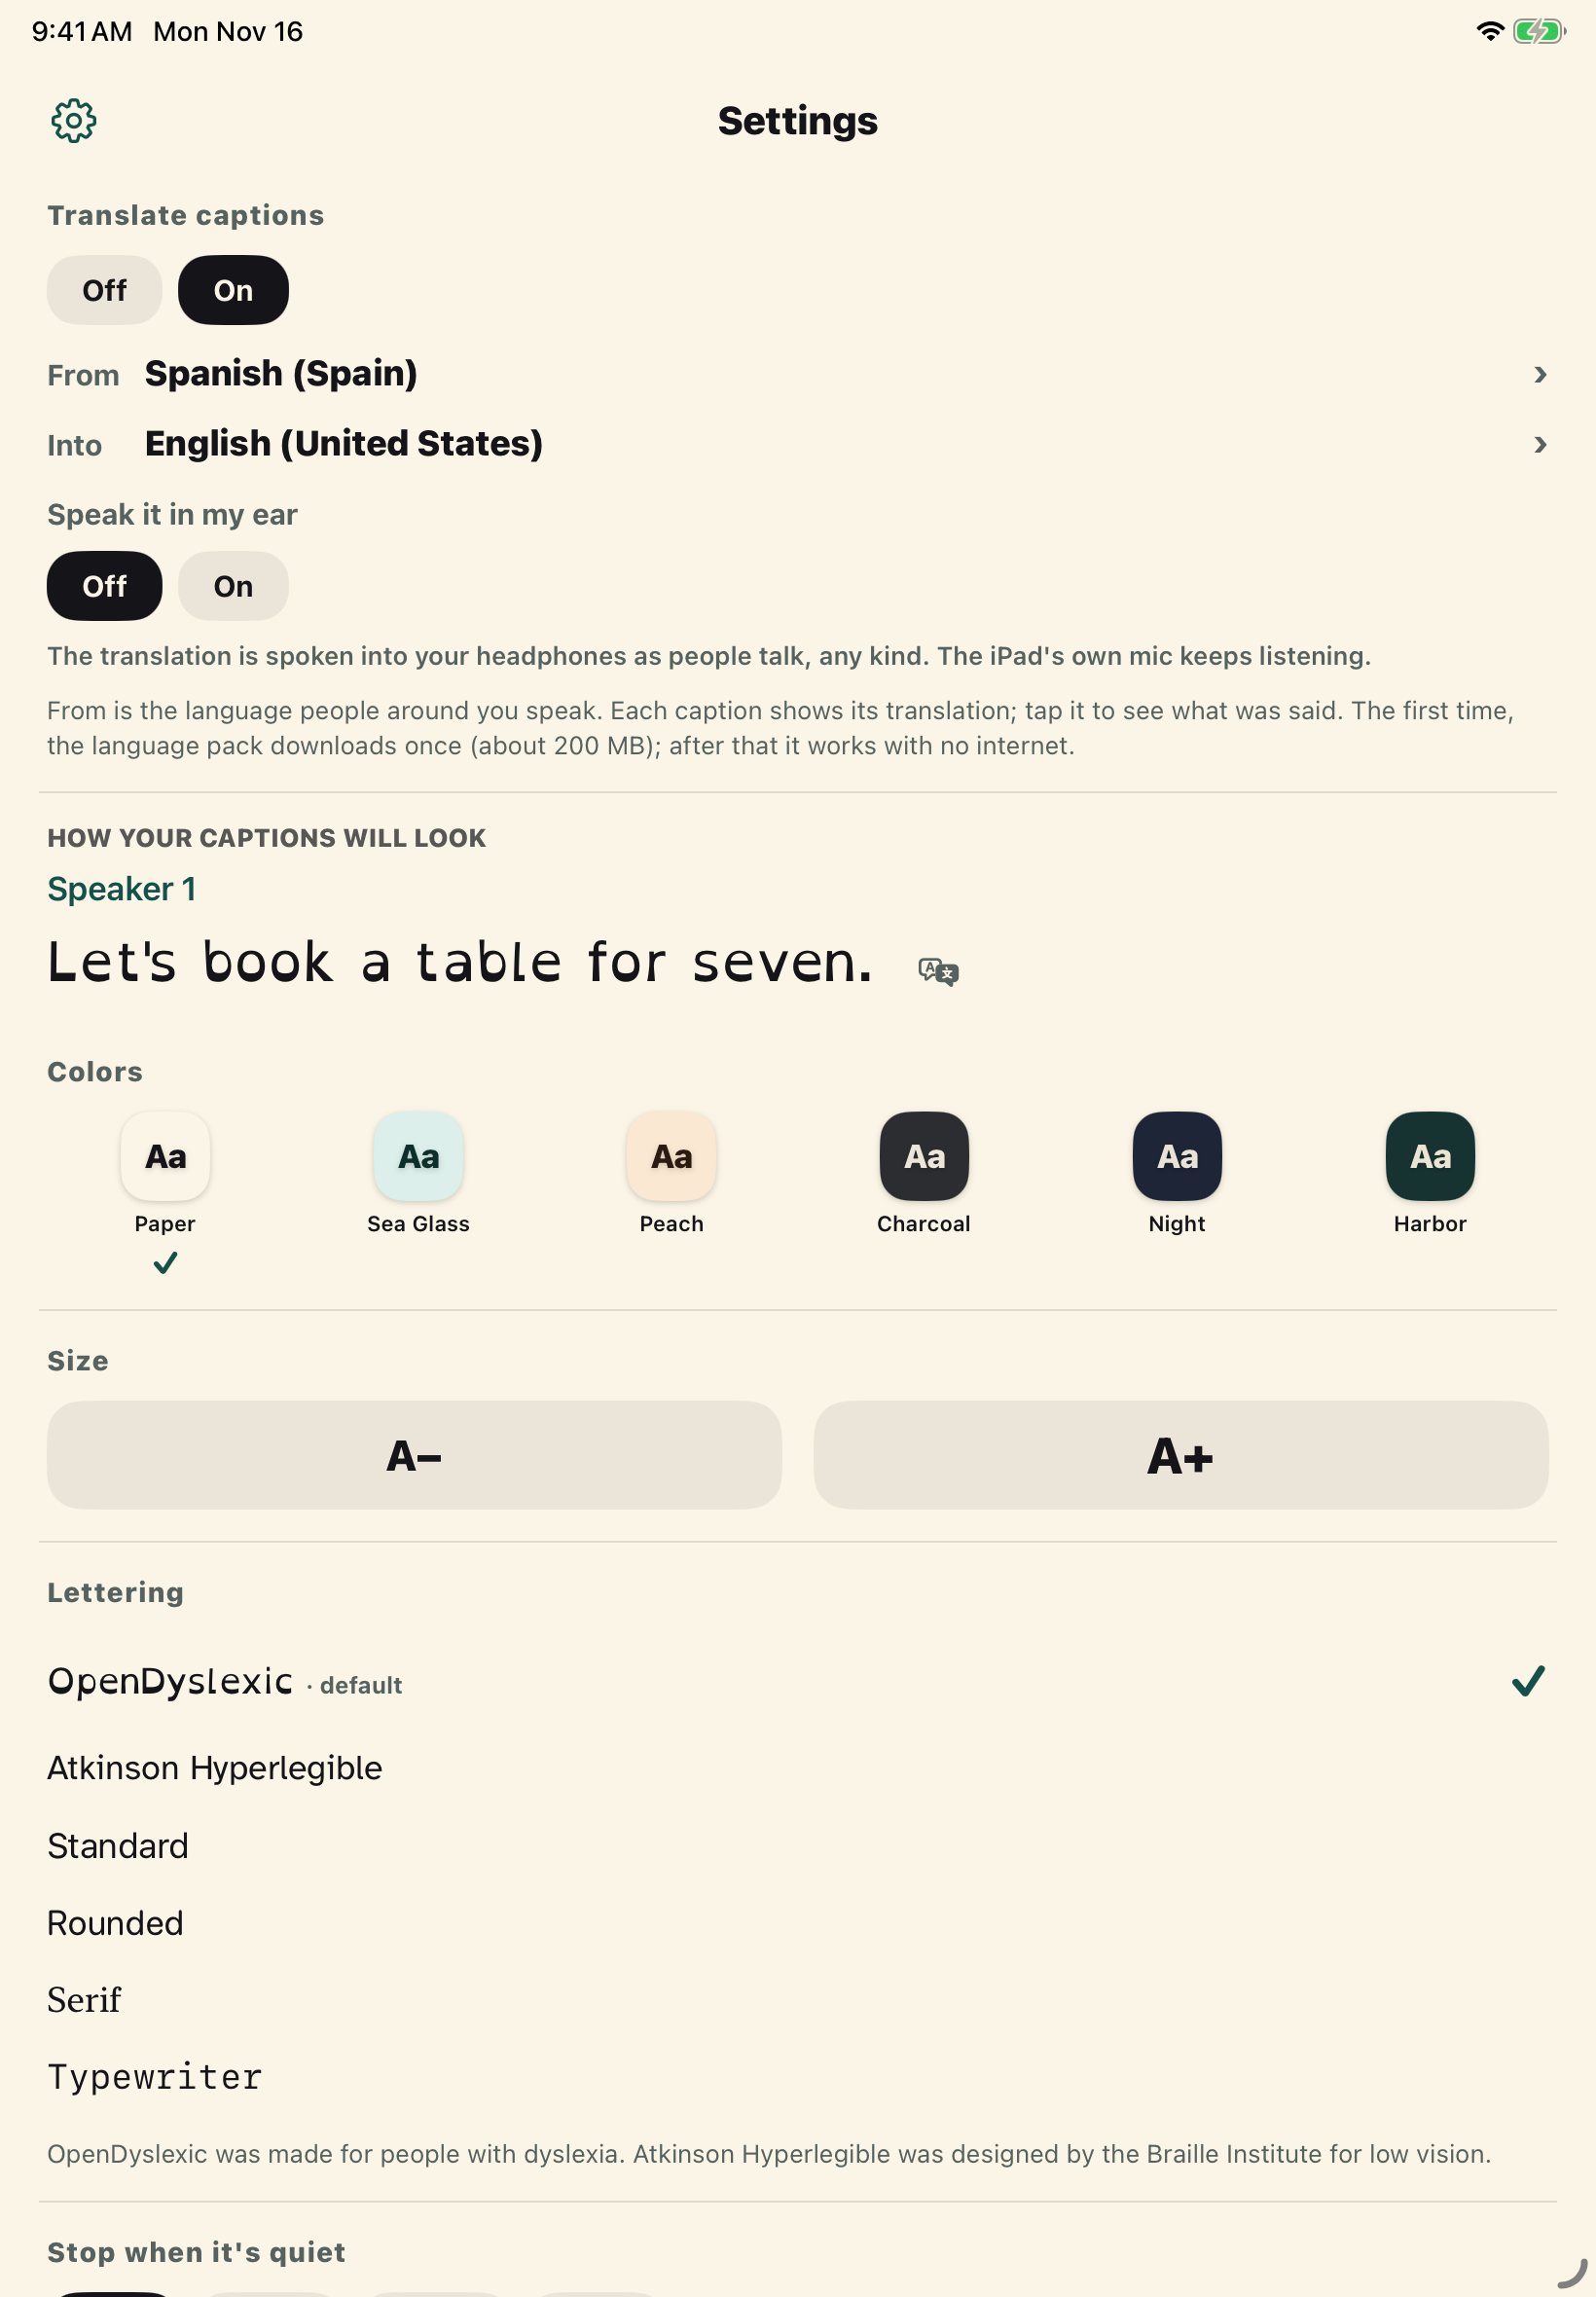 9:41 AM Mon Nov 16
Settings
Translate captions
Off On
From Spanish (Spain) ›
Into English (United States) ›
Speak it in my ear
Off On
The translation is spoken into your headphones as people talk, any kind. The iPad's own mic keeps listening.
From is the language people around you speak. Each caption shows its translation; tap it to see what was said. The first time,
the language pack downloads once (about 200 MB); after that it works with no internet.
HOW YOUR CAPTIONS WILL LOOK
Speaker 1
Let's book a table for seven. A 文
Colors
Aa Aa Aa Aa Aa Aa
Paper Sea Glass Peach Charcoal Night Harbor
Size
A– A+
Lettering
OpenDyslexic · default
Atkinson Hyperlegible
Standard
Rounded
Serif
Typewriter
OpenDyslexic was made for people with dyslexia. Atkinson Hyperlegible was designed by the Braille Institute for low vision.
Stop when it's quiet